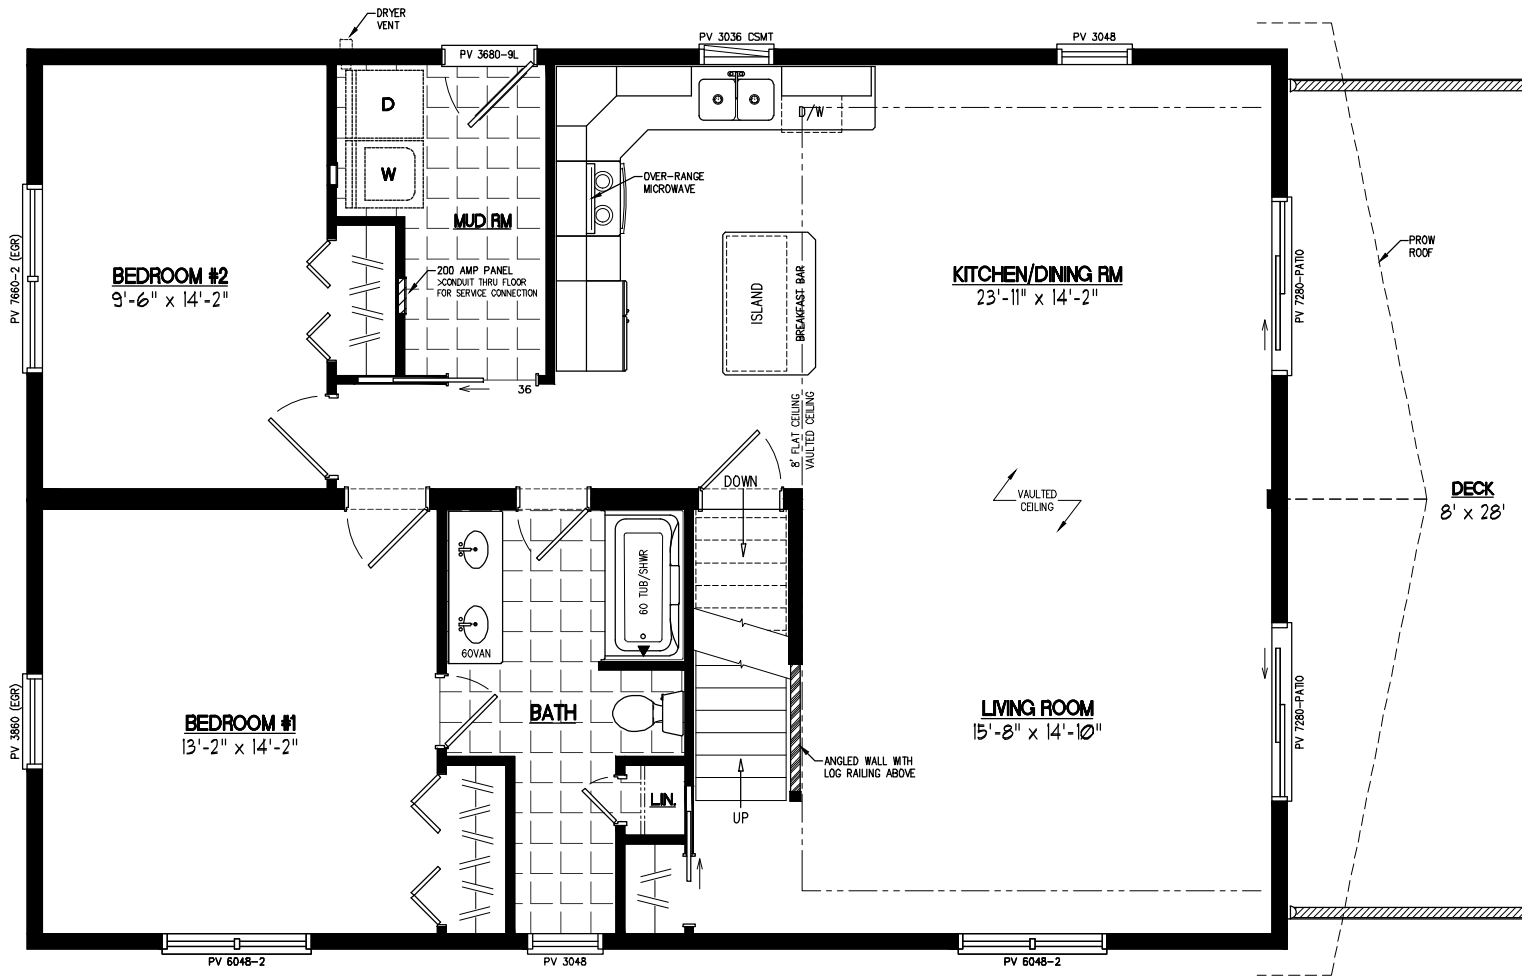 DRYER
VENT
PV 3680-9L
PV 3036 CSMT
PV 3048
D
W
D/W
OVER-RANGE
MICROWAVE
MUD RM
200 AMP PANEL
>CONDUIT THRU FLOOR
FOR SERVICE CONNECTION
BEDROOM #2
9'-6" x 14'-2"
PV 7660-2 (EGR)
ISLAND
BREAKFAST BAR
KITCHEN/DINING RM
23'-11" x 14'-2"
PV 7280-PATIO
PROW
ROOF
36
8' FLAT CEILING
VAULTED CEILING
DOWN
VAULTED
CEILING
DECK
8' x 28'
60 TUB/SHWR
60VAN
BEDROOM #1
13'-2" x 14'-2"
PV 3860 (EGR)
BATH
LIVING ROOM
15'-8" x 14'-10"
PV 7280-PATIO
ANGLED WALL WITH
LOG RAILING ABOVE
LIN.
UP
PV 6048-2
PV 3048
PV 6048-2